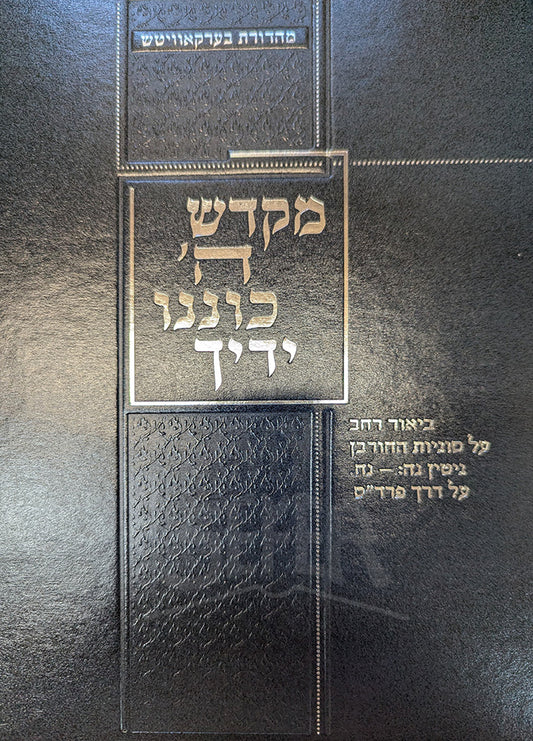 מהדורת בערקאוויטש
מקדש
ה'
כוננו
ידיך
ביאור רחב
על סוגיות החורבן
גיטין נה: – נח.
על דרך פרד"ס